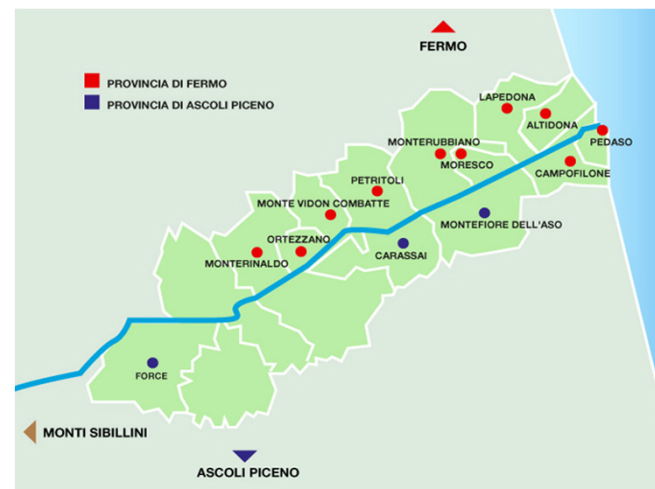 FERMO
PROVINCIA DI FERMO
PROVINCIA DI ASCOLI PICENO
LAPEDONA
ALTIDONA
PEDASO
MONTERUBBIANO
MORESCO
CAMPOFILONE
PETRITOLI
MONTE VIDON COMBATTE
MONTEFIORE DELL'ASO
ORTEZZANO
CARASSAI
MONTERINALDO
FORCE
MONTI SIBILLINI
ASCOLI PICENO